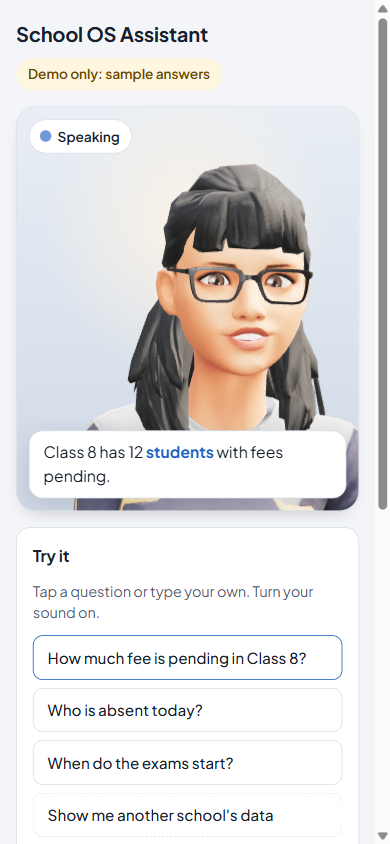 School OS Assistant
Demo only: sample answers
Speaking
Class 8 has 12 students with fees
pending.
Try it
Tap a question or type your own. Turn your
sound on.
How much fee is pending in Class 8?
Who is absent today?
When do the exams start?
Show me another school's data